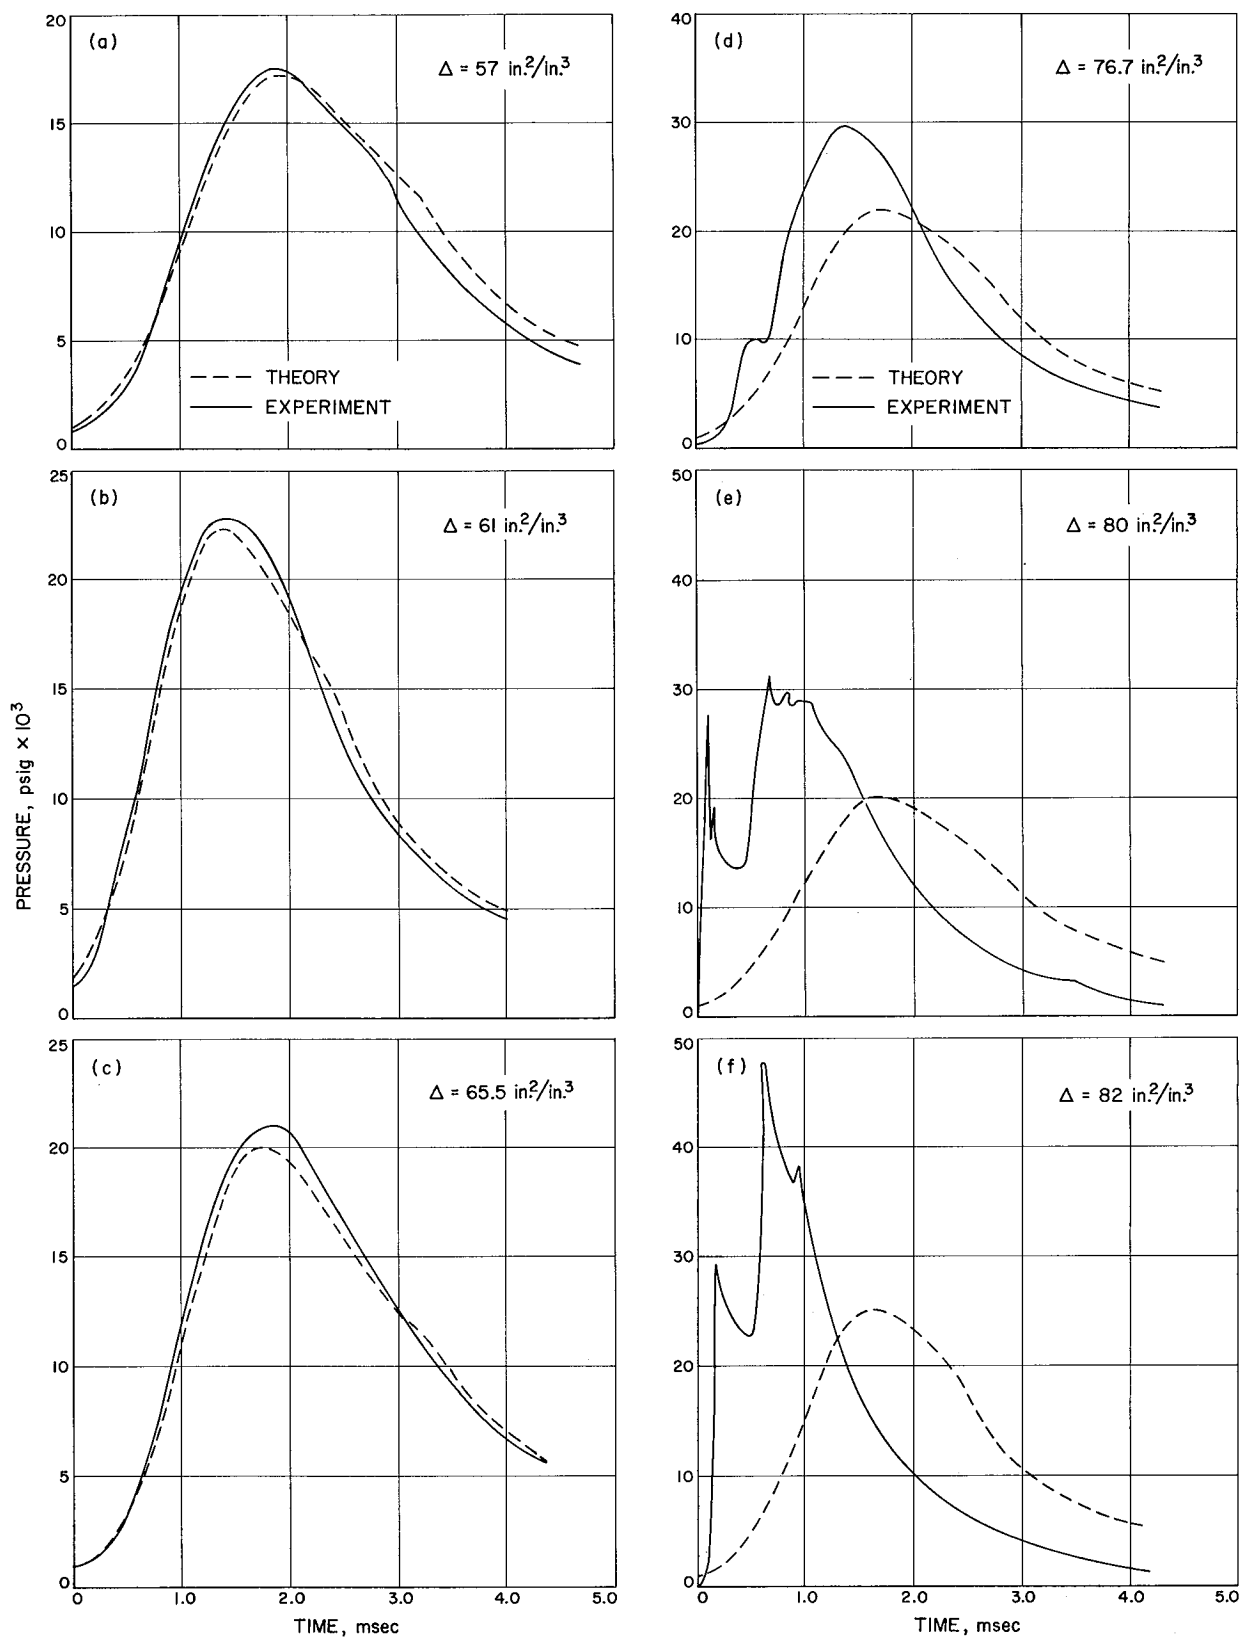 (a)
Δ = 57 in.²/in.³
20
15
10
5
0
THEORY
EXPERIMENT
(b)
Δ = 61 in.²/in.³
25
20
15
10
5
0
(c)
Δ = 65.5 in.²/in.³
25
20
15
10
5
0
0 1.0 2.0 3.0 4.0 5.0
TIME, msec
PRESSURE, psig × 10³
(d)
Δ = 76.7 in.²/in.³
40
30
20
10
0
THEORY
EXPERIMENT
(e)
Δ = 80 in.²/in.³
50
40
30
20
10
0
(f)
Δ = 82 in.²/in.³
50
40
30
20
10
0
0 1.0 2.0 3.0 4.0 5.0
TIME, msec